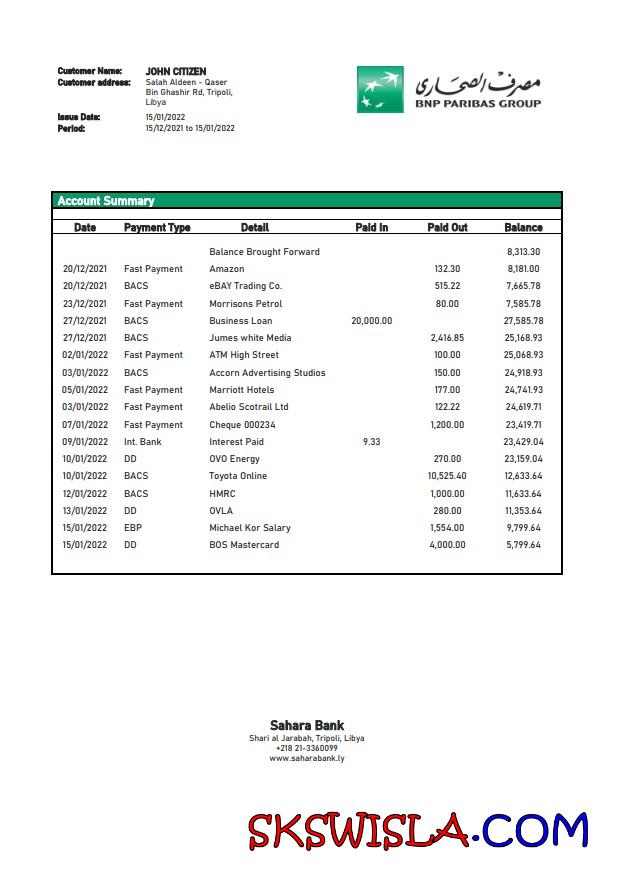 Customer Name: JOHN CITIZEN
Customer address: Salah Aldeen - Qaser
Bin Ghashir Rd, Tripoli,
Libya
Issue Date: 15/01/2022
Period: 15/12/2021 to 15/01/2022
مصرف الصحارى
BNP PARIBAS GROUP
Account Summary
Date Payment Type Detail Paid In Paid Out Balance
Balance Brought Forward 8,313.30
20/12/2021 Fast Payment Amazon 132.30 8,181.00
20/12/2021 BACS eBAY Trading Co. 515.22 7,665.78
23/12/2021 Fast Payment Morrisons Petrol 80.00 7,585.78
27/12/2021 BACS Business Loan 20,000.00 27,585.78
27/12/2021 BACS Jumes white Media 2,416.85 25,168.93
02/01/2022 Fast Payment ATM High Street 100.00 25,068.93
03/01/2022 BACS Accorn Advertising Studios 150.00 24,918.93
05/01/2022 Fast Payment Marriott Hotels 177.00 24,741.93
03/01/2022 Fast Payment Abelio Scotrail Ltd 122.22 24,619.71
07/01/2022 Fast Payment Cheque 000234 1,200.00 23,419.71
09/01/2022 Int. Bank Interest Paid 9.33 23,429.04
10/01/2022 DD OVO Energy 270.00 23,159.04
10/01/2022 BACS Toyota Online 10,525.40 12,633.64
12/01/2022 BACS HMRC 1,000.00 11,633.64
13/01/2022 DD OVLA 280.00 11,353.64
15/01/2022 EBP Michael Kor Salary 1,554.00 9,799.64
15/01/2022 DD BOS Mastercard 4,000.00 5,799.64
Sahara Bank
Shari al Jarabah, Tripoli, Libya
+218 21-3360099
www.saharabank.ly
SKSWISLA.COM